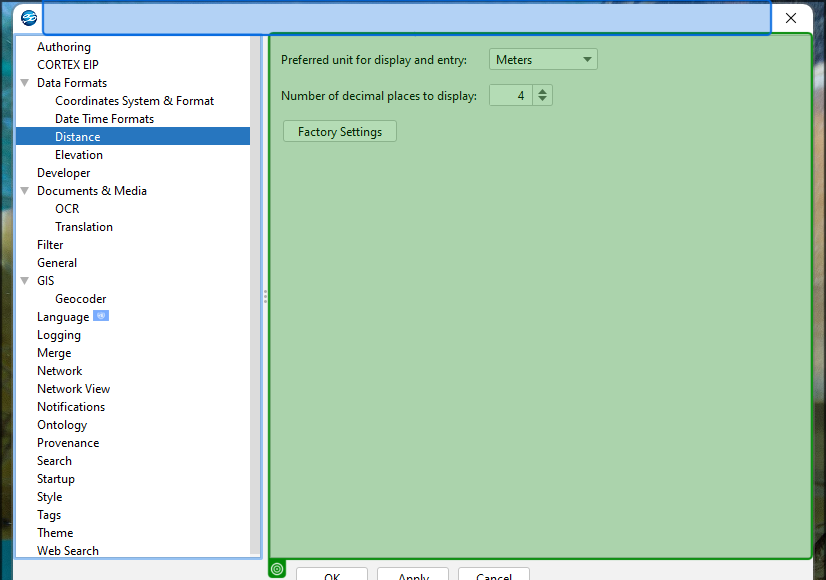 Authoring
CORTEX EIP
Data Formats
Coordinates System & Format
Date Time Formats
Distance
Elevation
Developer
Documents & Media
OCR
Translation
Filter
General
GIS
Geocoder
Language
Logging
Merge
Network
Network View
Notifications
Ontology
Provenance
Search
Startup
Style
Tags
Theme
Web Search
Preferred unit for display and entry: Meters
Number of decimal places to display: 4
Factory Settings
OK Apply Cancel